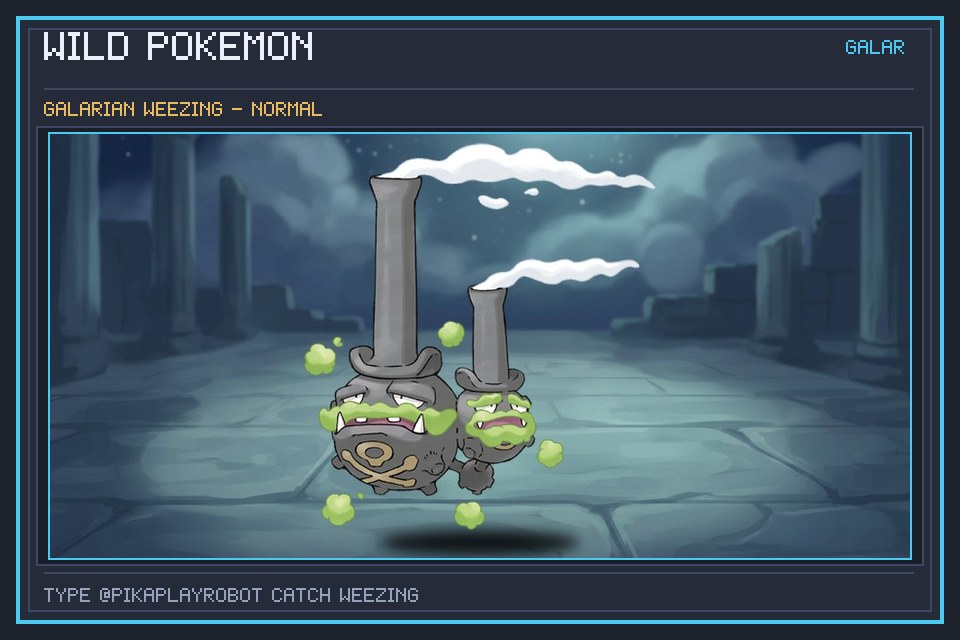 WILD POKEMON
GALAR
GALARIAN WEEZING - NORMAL
TYPE @PIKAPLAYROBOT CATCH WEEZING